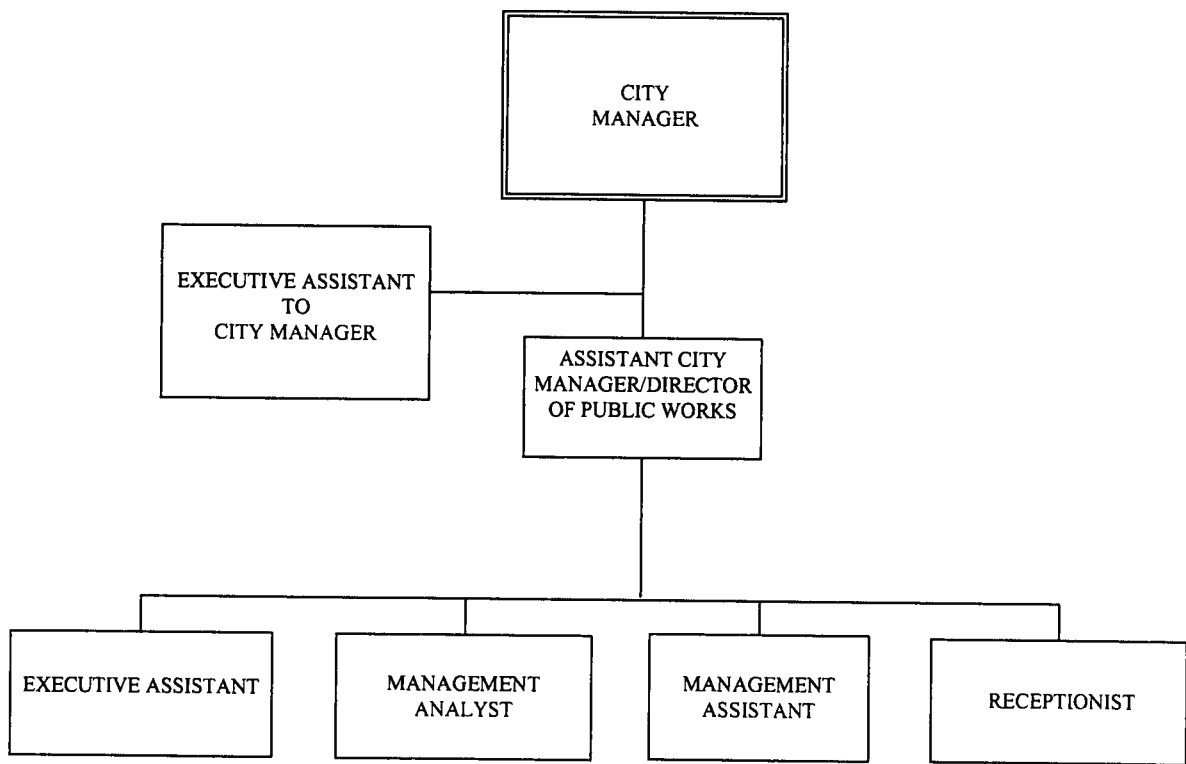 CITY
MANAGER
EXECUTIVE ASSISTANT
TO
CITY MANAGER
ASSISTANT CITY
MANAGER/DIRECTOR
OF PUBLIC WORKS
EXECUTIVE ASSISTANT
MANAGEMENT
ANALYST
MANAGEMENT
ASSISTANT
RECEPTIONIST